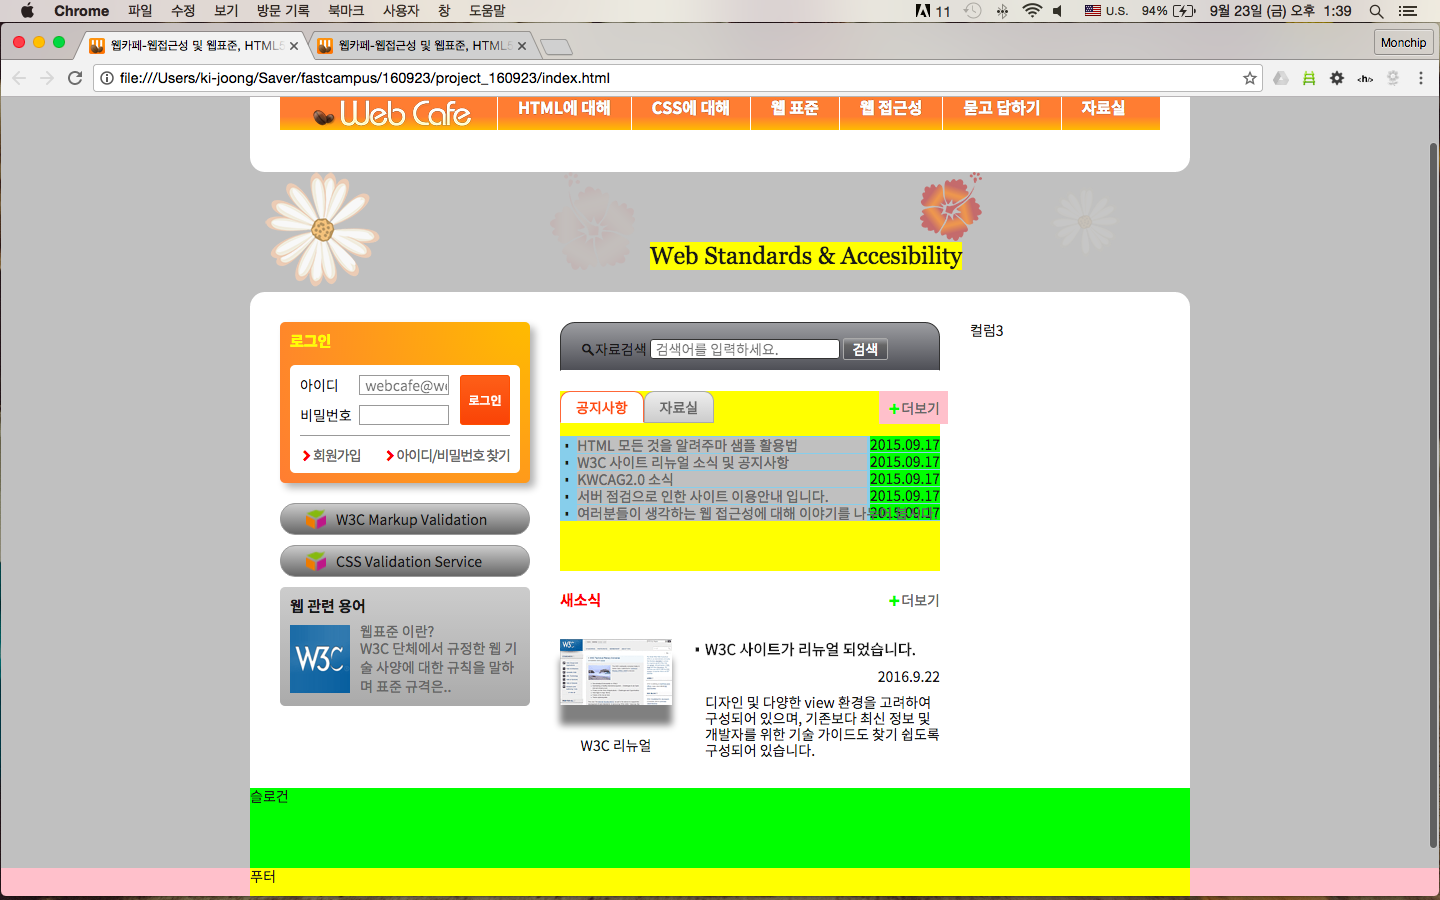 Chrome 파일 수정 보기 방문 기록 북마크 사용자 창 도움말 11 U.S. 94% 9월 23일 (금) 오후 1:39
웹카페-웹접근성 및 웹표준, HTML5 웹카페-웹접근성 및 웹표준, HTML5 Monchip
file:///Users/ki-joong/Saver/fastcampus/160923/project_160923/index.html <h/>
Web Cafe HTML에 대해 CSS에 대해 웹 표준 웹 접근성 묻고 답하기 자료실
Web Standards & Accesibility
로그인
아이디 webcafe@we
비밀번호
로그인
회원가입 아이디/비밀번호 찾기
W3C Markup Validation
CSS Validation Service
웹 관련 용어
W3C
웹표준 이란?
W3C 단체에서 규정한 웹 기
술 사양에 대한 규칙을 말하
며 표준 규격은..
자료검색 검색어를 입력하세요. 검색
공지사항 자료실 +더보기
HTML 모든 것을 알려주마 샘플 활용법 2015.09.17
W3C 사이트 리뉴얼 소식 및 공지사항 2015.09.17
KWCAG2.0 소식 2015.09.17
서버 점검으로 인한 사이트 이용안내 입니다. 2015.09.17
여러분들이 생각하는 웹 접근성에 대해 이야기를 2015.09.17
새소식 +더보기
W3C
W3C 리뉴얼
W3C 사이트가 리뉴얼 되었습니다.
2016.9.22
디자인 및 다양한 view 환경을 고려하여
구성되어 있으며, 기존보다 최신 정보 및
개발자를 위한 기술 가이드도 찾기 쉽도록
구성되어 있습니다.
컬럼3
슬로건
푸터